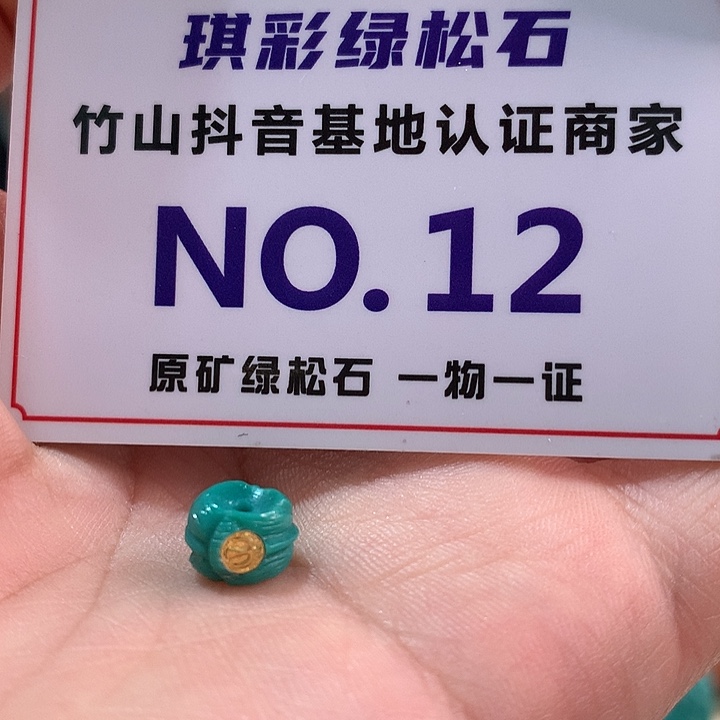 琪彩绿松石
竹山抖音基地认证商家
NO.12
原矿绿松石 一物一证